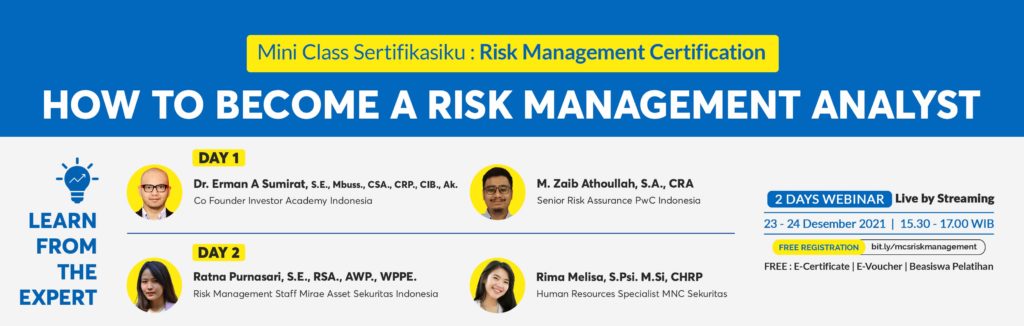 Mini Class Sertifikasiku : Risk Management Certification
HOW TO BECOME A RISK MANAGEMENT ANALYST
LEARN
FROM
THE
EXPERT
DAY 1
Dr. Erman A Sumirat, S.E., Mbuss., CSA., CRP., CIB., Ak.
Co Founder Investor Academy Indonesia
M. Zaib Athoullah, S.A., CRA
Senior Risk Assurance PwC Indonesia
DAY 2
Ratna Purnasari, S.E., RSA., AWP., WPPE.
Risk Management Staff Mirae Asset Sekuritas Indonesia
Rima Melisa, S.Psi. M.Si, CHRP
Human Resources Specialist MNC Sekuritas
2 DAYS WEBINAR Live by Streaming
23 - 24 Desember 2021 | 15.30 - 17.00 WIB
FREE REGISTRATION bit.ly/mcsriskmanagement
FREE : E-Certificate | E-Voucher | Beasiswa Pelatihan